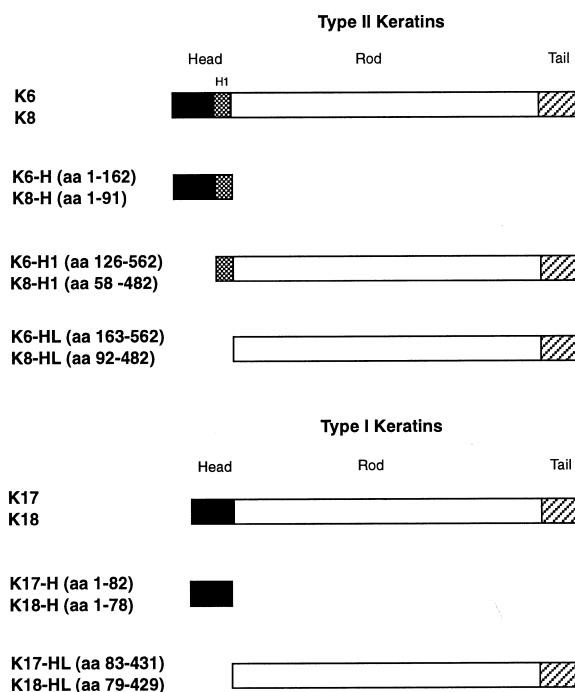 Type II Keratins
Head Rod Tail
H1
K6
K8
K6-H (aa 1-162)
K8-H (aa 1-91)
K6-H1 (aa 126-562)
K8-H1 (aa 58 -482)
K6-HL (aa 163-562)
K8-HL (aa 92-482)
Type I Keratins
Head Rod Tail
K17
K18
K17-H (aa 1-82)
K18-H (aa 1-78)
K17-HL (aa 83-431)
K18-HL (aa 79-429)